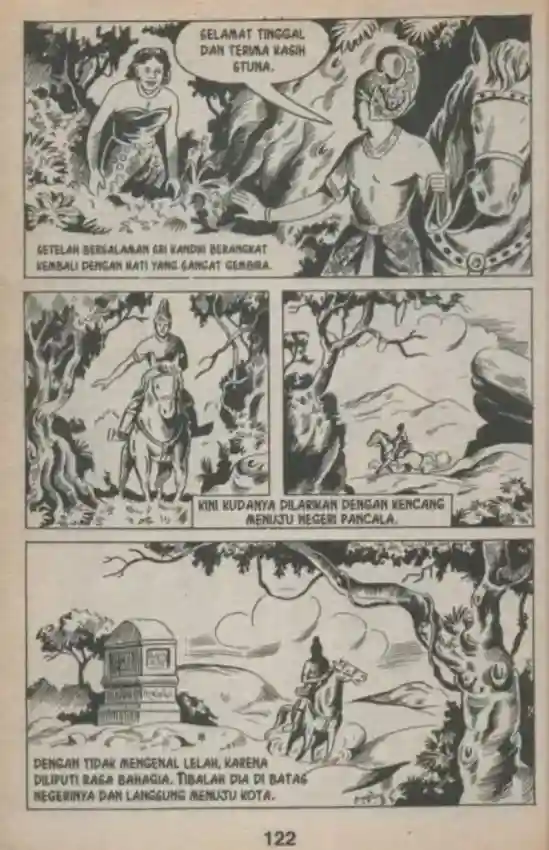 SELAMAT TINGGAL
DAN TERIMA KASIH
STUNA.
SETELAH BERSALAMAN SRI KANDHI BERANGKAT
KEMBALI DENGAN HATI YANG SANGAT GEMBIRA.
KINI KUDANYA DILARIKAN DENGAN KENCANG
MENUJU NEGERI PANCALA.
DENGAN TIDAK MENGENAL LELAH, KARENA
DILIPUTI RASA BAHAGIA. TIBALAH DIA DI BATAS
NEGERINYA DAN LANGSUNG MENUJU KOTA.
122